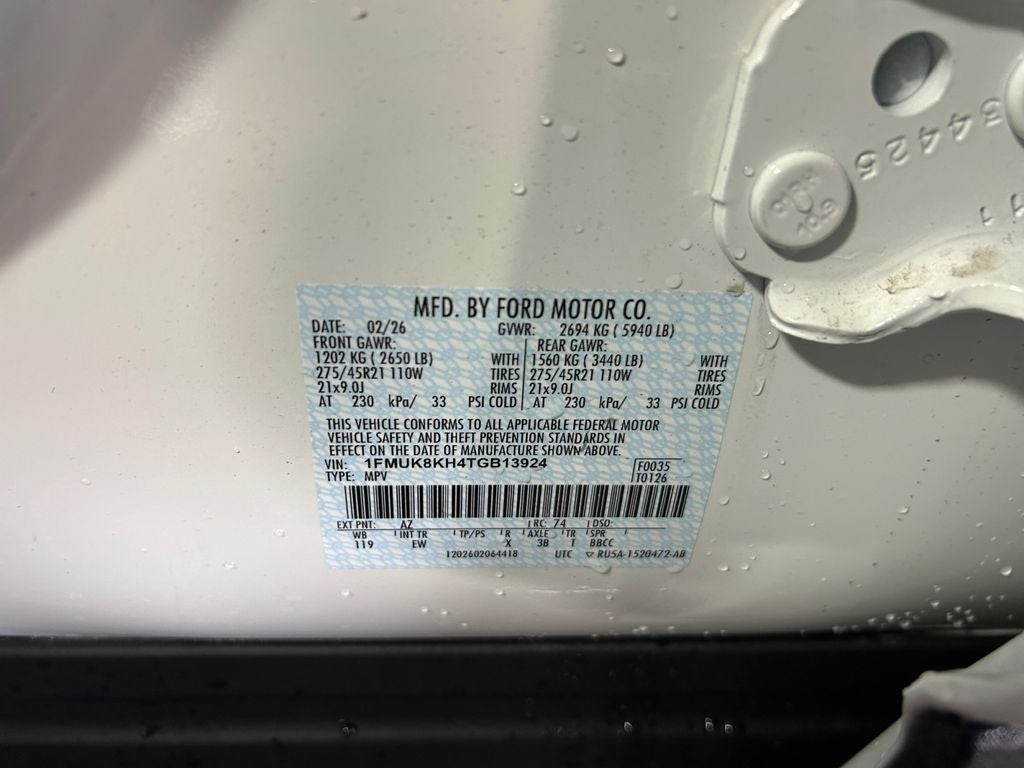 34425
11
10.9
MFD. BY FORD MOTOR CO.
DATE: 02/26 GVWR: 2694 KG ( 5940 LB)
FRONT GAWR: REAR GAWR:
1202 KG ( 2650 LB) WITH 1560 KG ( 3440 LB) WITH
275/45R21 110W TIRES 275/45R21 110W TIRES
21x9.0J RIMS 21x9.0J RIMS
AT 230 kPa/ 33 PSI COLD AT 230 kPa/ 33 PSI COLD
THIS VEHICLE CONFORMS TO ALL APPLICABLE FEDERAL MOTOR
VEHICLE SAFETY AND THEFT PREVENTION STANDARDS IN
EFFECT ON THE DATE OF MANUFACTURE SHOWN ABOVE.
VIN: 1FMUK8KH4TGB13924 F0035
TYPE: MPV T0126
EXT PNT: AZ RC: 74 DSO:
WB INT TR TP/PS R AXLE TR SPR
119 EW X 3B T BBCC
1202602064418 UTC ▽ RU5A-1520472-AB